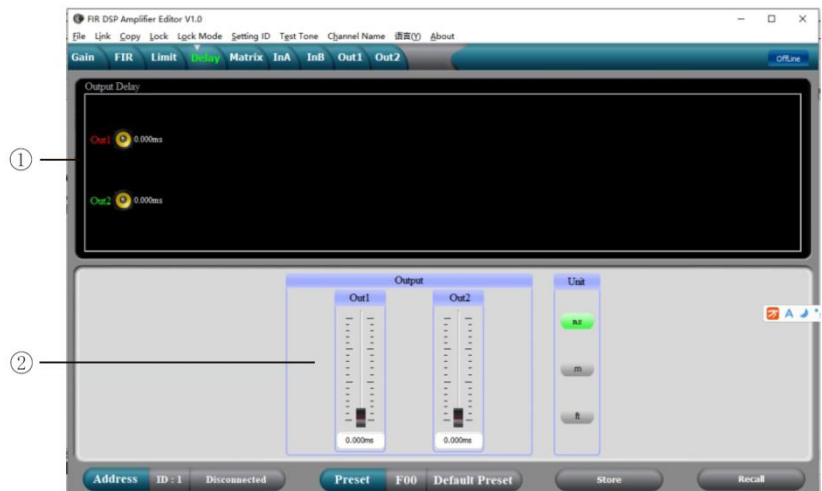 FIR DSP Amplifier Editor V1.0
File Link Copy Lock Lock Mode Setting ID Test Tone Channel Name 语言(Y) About
Gain FIR Limit Delay Matrix InA InB Out1 Out2 OffLine
Output Delay
① Out1 0.000ms
Out2 0.000ms
Output Unit
Out1 Out2
ms
②
m
ft
0.000ms 0.000ms
A
Address ID : 1 Disconnected Preset F00 Default Preset Store Recall